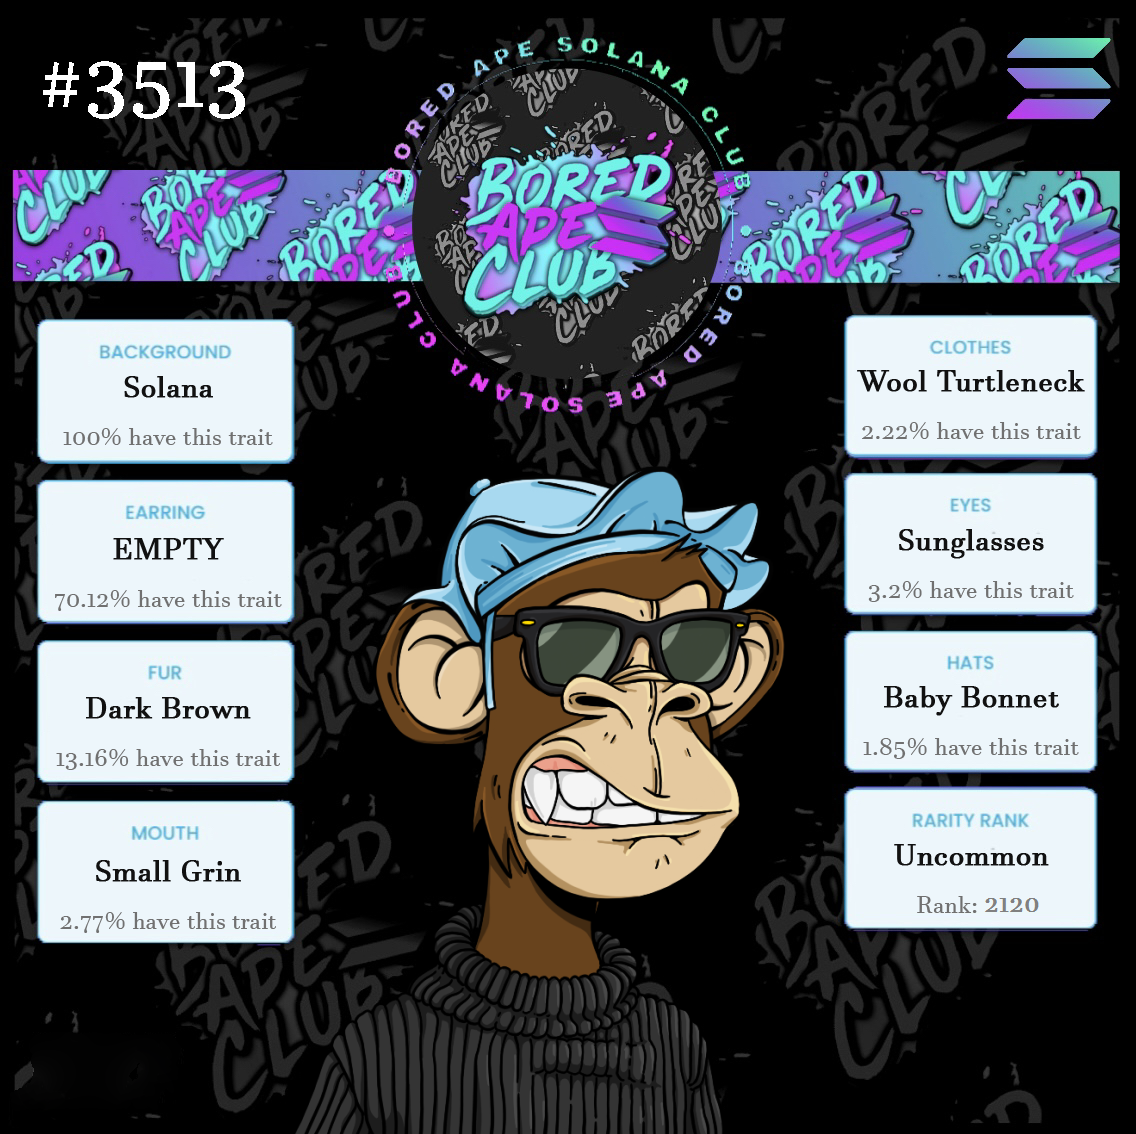 #3513
BORED APE SOLANA CLUB
BORED APE SOLANA CLUB
BORED
APE
CLUB
BACKGROUND
Solana
100% have this trait
EARRING
EMPTY
70.12% have this trait
FUR
Dark Brown
13.16% have this trait
MOUTH
Small Grin
2.77% have this trait
CLOTHES
Wool Turtleneck
2.22% have this trait
EYES
Sunglasses
3.2% have this trait
HATS
Baby Bonnet
1.85% have this trait
RARITY RANK
Uncommon
Rank: 2120